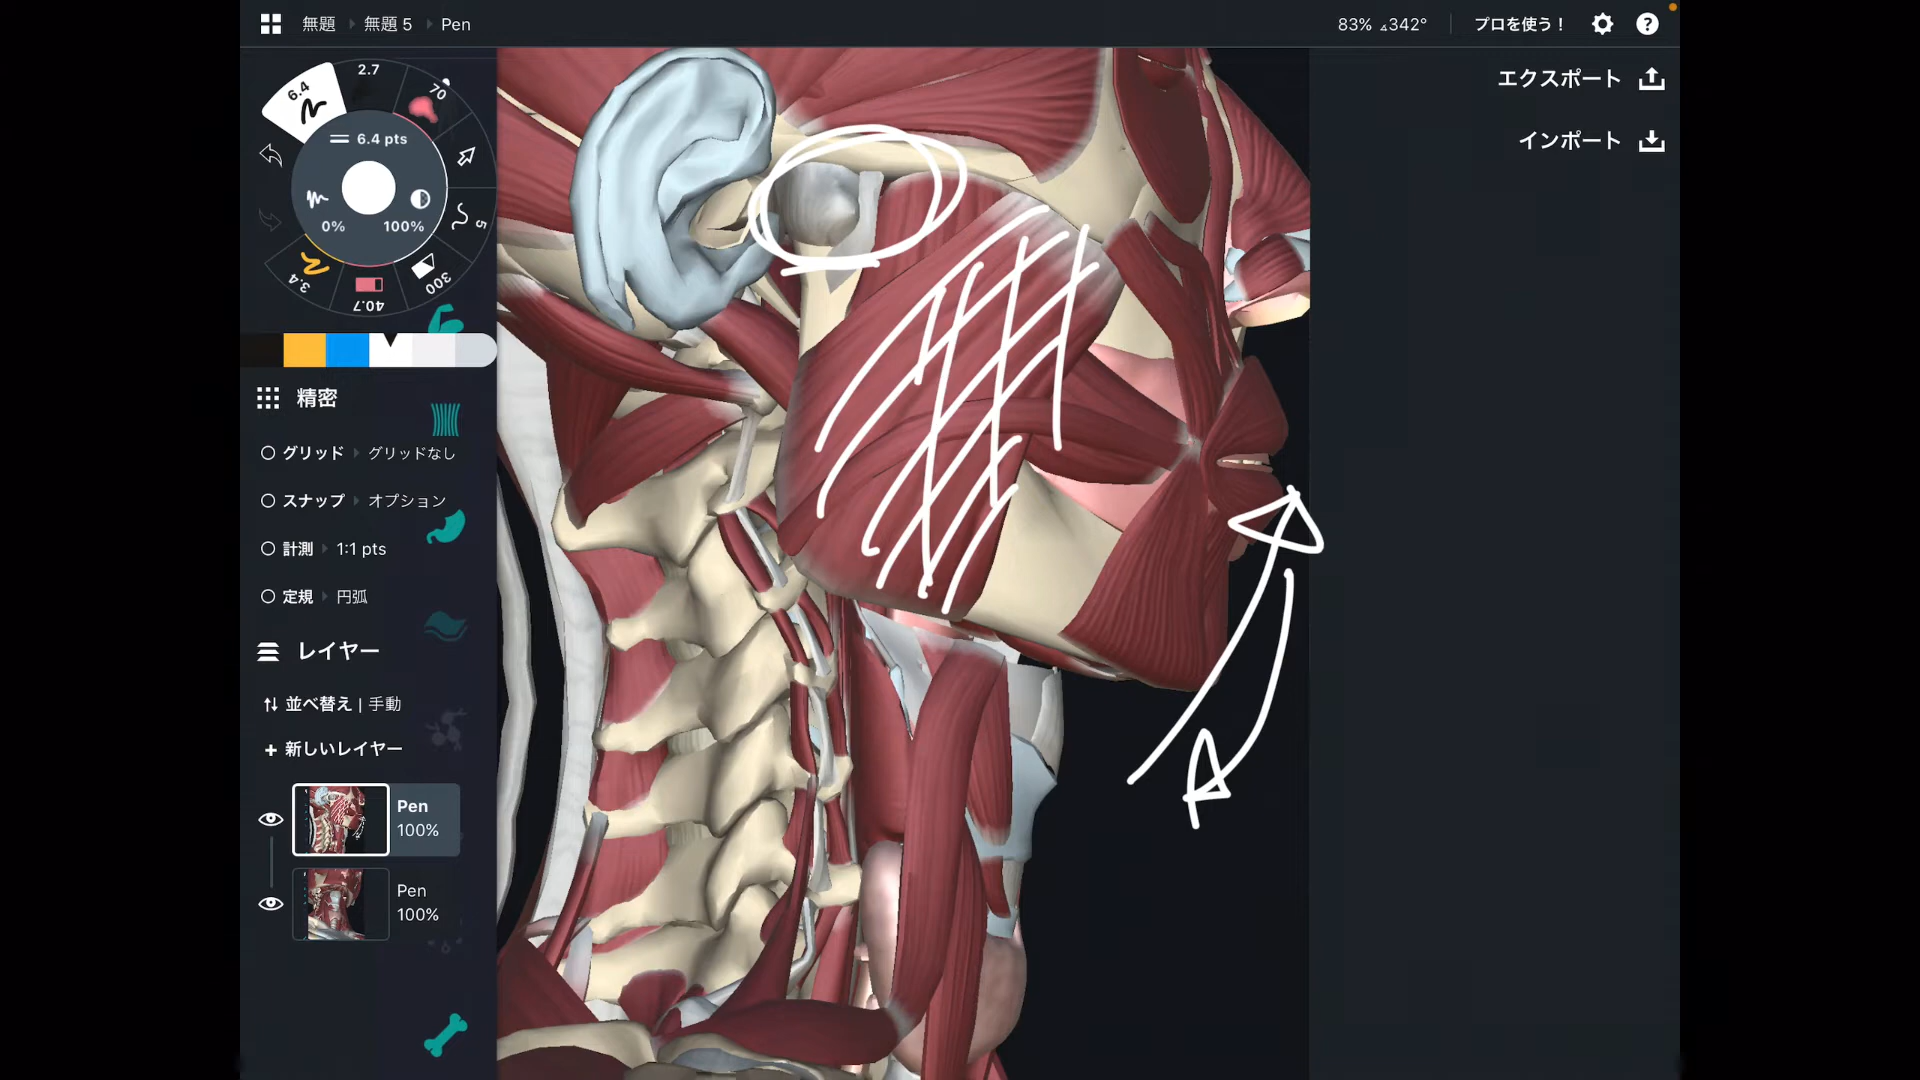 無題 無題 5 Pen
83% ⦟342°
プロを使う!
エクスポート
インポート
2.7
6.4
70
6.4 pts
0% 100%
5
3.4
40.7
300
精密
グリッド グリッドなし
スナップ オプション
計測 1:1 pts
定規 円弧
レイヤー
並べ替え | 手動
+ 新しいレイヤー
Pen
100%
Pen
100%